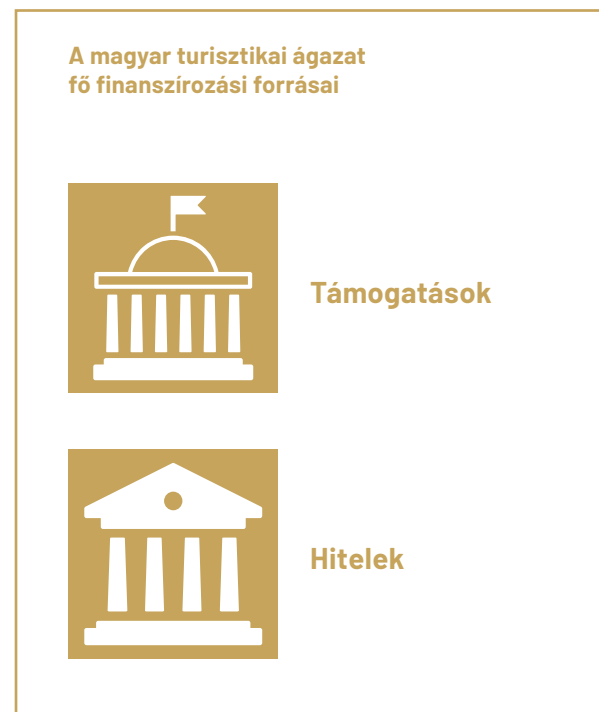 A magyar turisztikai ágazat
fő finanszírozási forrásai
Támogatások
Hitelek